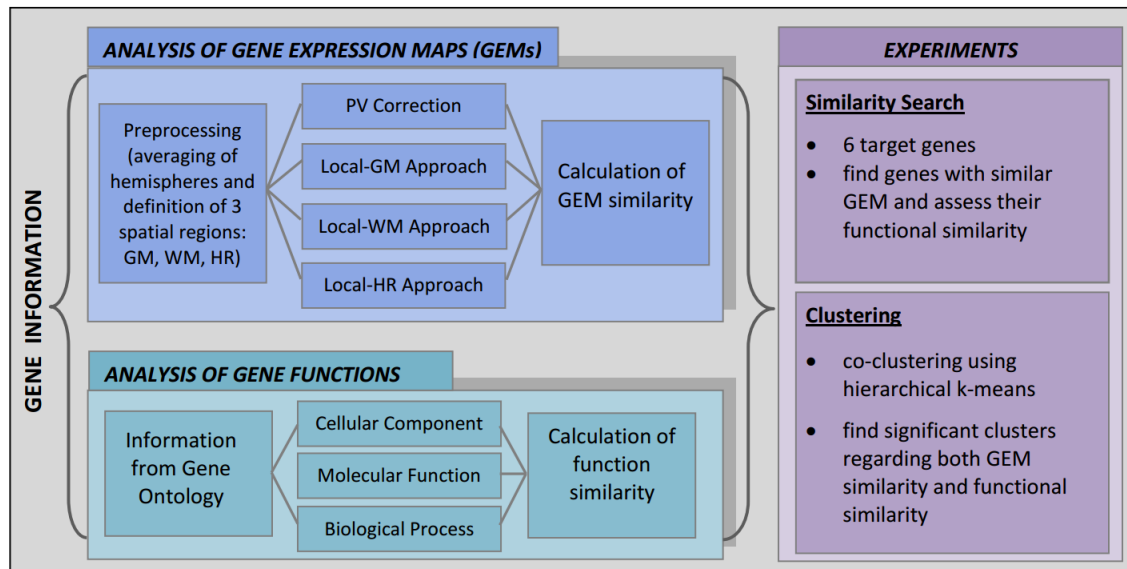 GENE INFORMATION
ANALYSIS OF GENE EXPRESSION MAPS (GEMs)
Preprocessing
(averaging of
hemispheres and
definition of 3
spatial regions:
GM, WM, HR)
PV Correction
Local-GM Approach
Local-WM Approach
Local-HR Approach
Calculation of
GEM similarity
ANALYSIS OF GENE FUNCTIONS
Information
from Gene
Ontology
Cellular Component
Molecular Function
Biological Process
Calculation of
function
similarity
EXPERIMENTS
Similarity Search
• 6 target genes
• find genes with similar
GEM and assess their
functional similarity
Clustering
• co-clustering using
hierarchical k-means
• find significant clusters
regarding both GEM
similarity and functional
similarity